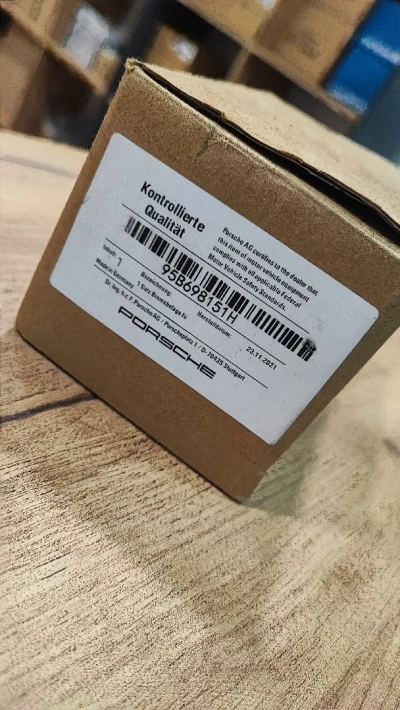 Kontrollierte
Qualität
Porsche AG certifies to the dealer that
this item of motor vehicle equipment
complies with all applicable Federal
Motor Vehicle Safety Standards.
95B698151H
Inhalt: 1
Bezeichnung:
Herstelldatum:
23.11.2021
Made in Germany
Dr. Ing. h.c. F. Porsche AG / Porscheplatz 1 / D-70435 Stuttgart
PORSCHE